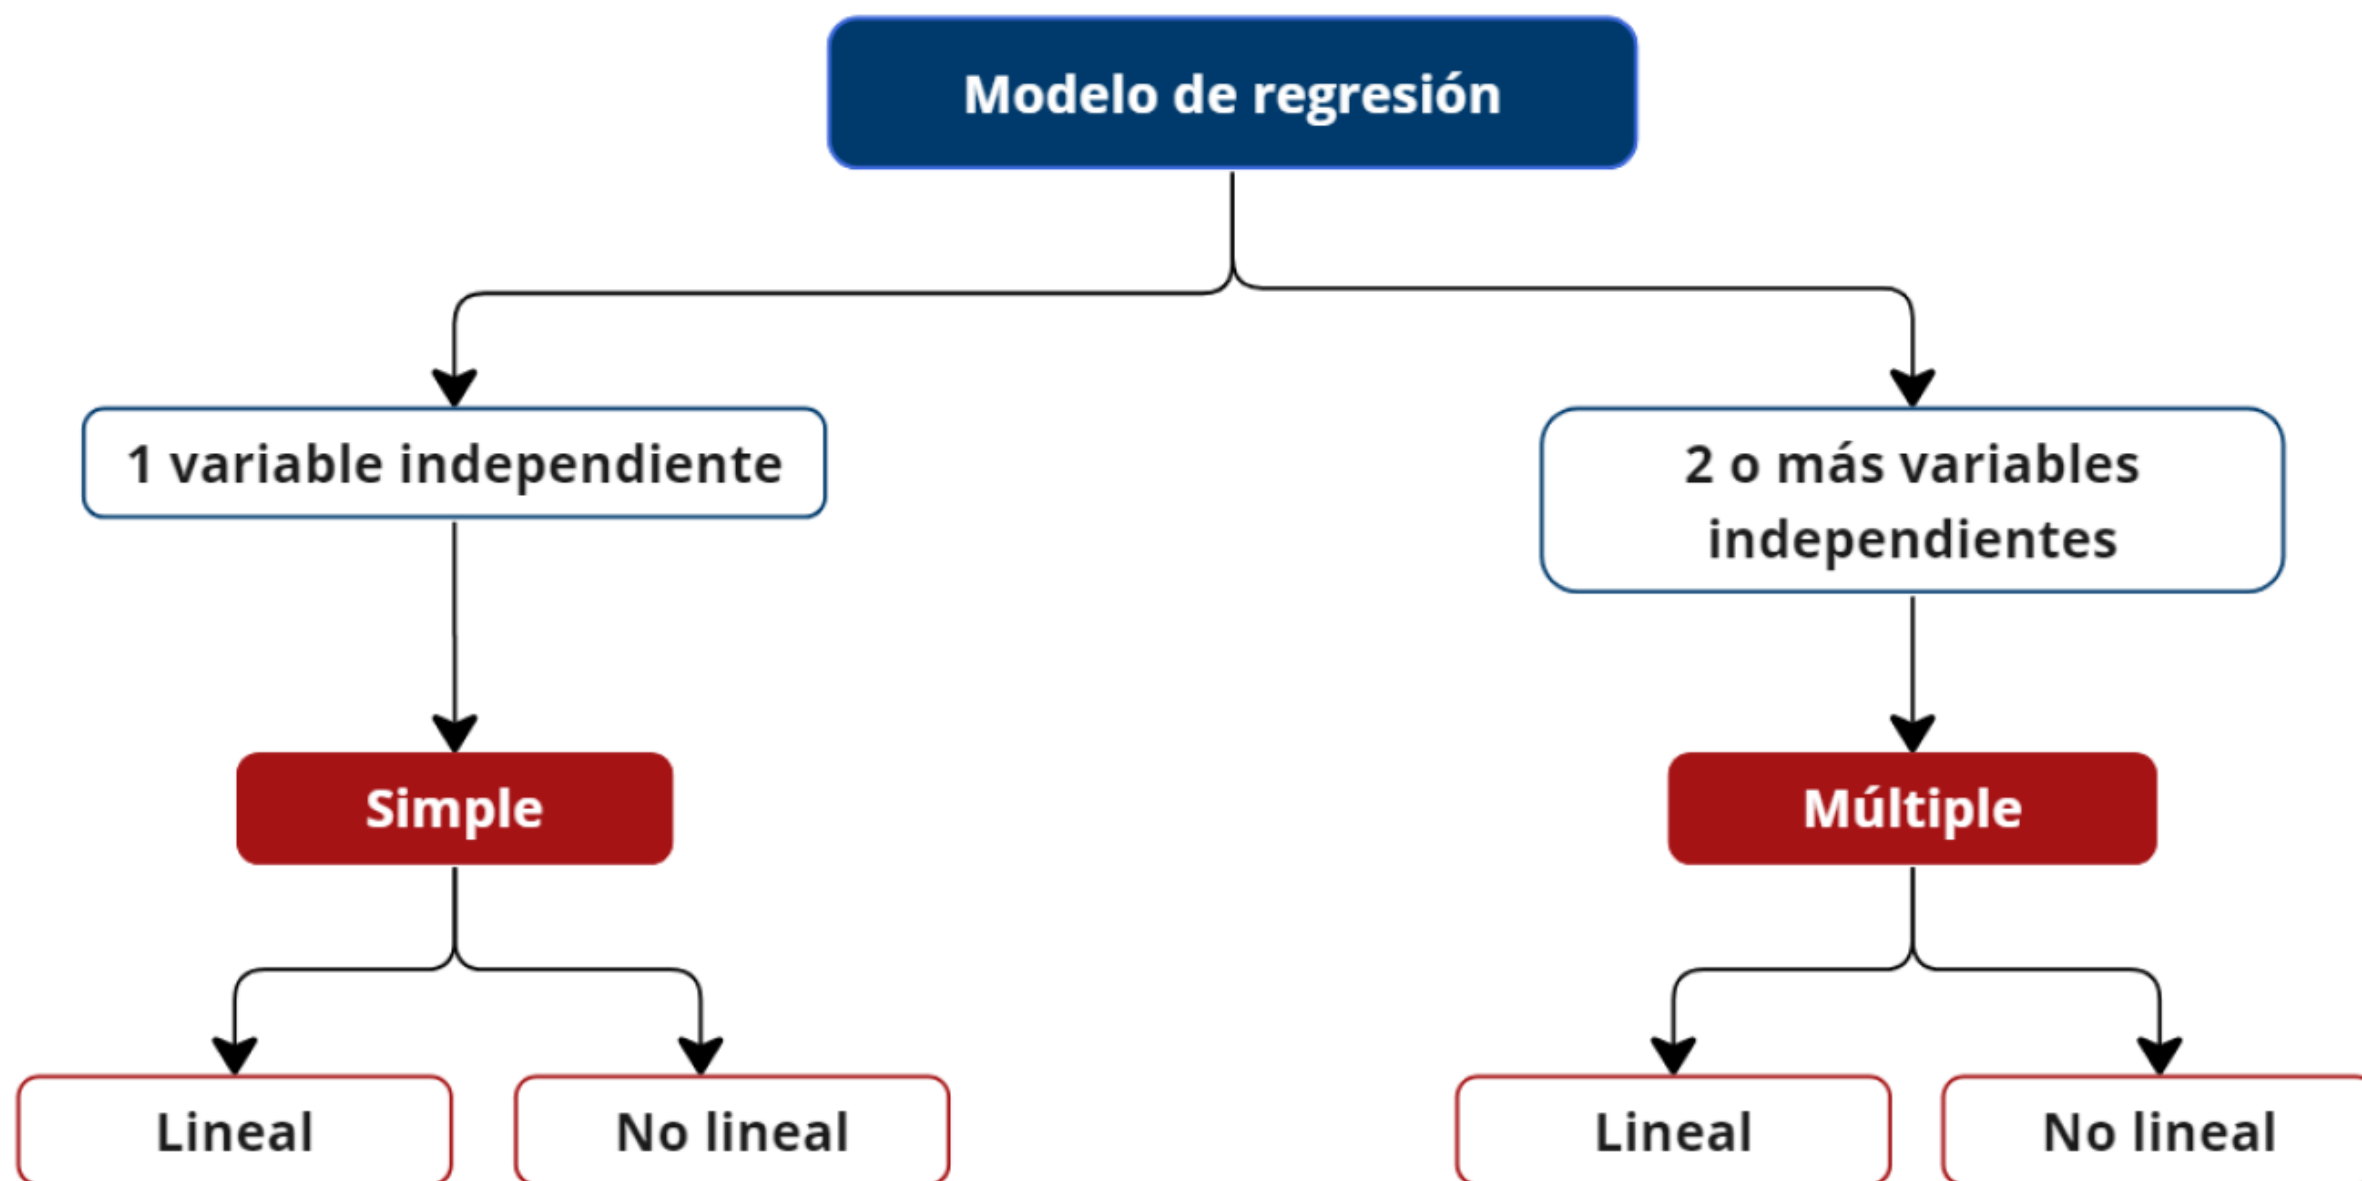 Modelo de regresión
1 variable independiente
2 o más variables
independientes
Simple
Múltiple
Lineal
No lineal
Lineal
No lineal